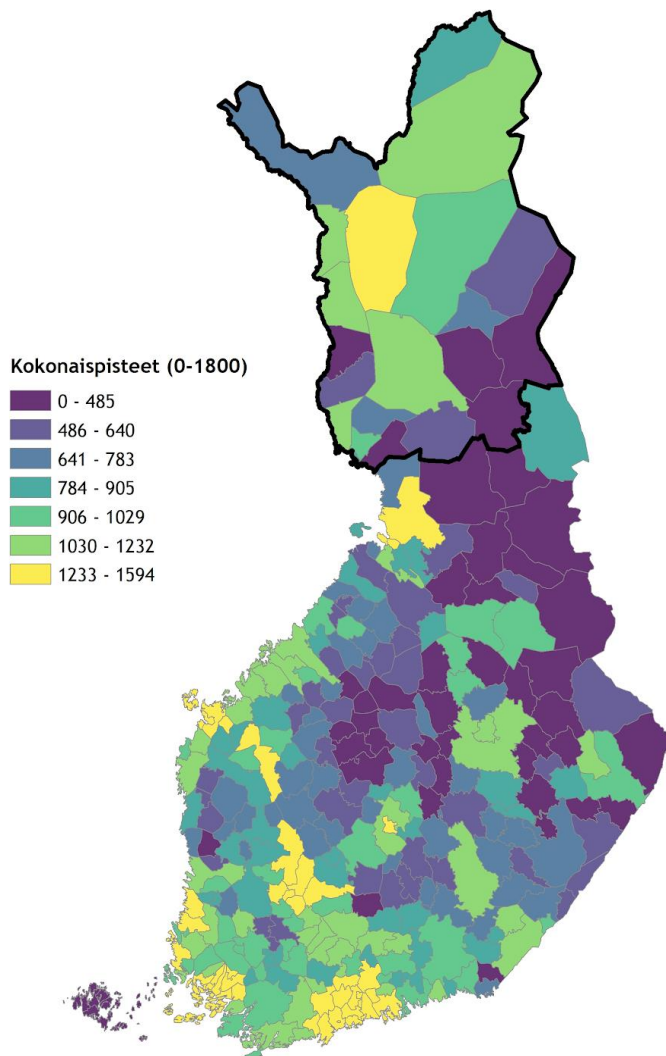 Kokonaispisteet (0-1800)
0 - 485
486 - 640
641 - 783
784 - 905
906 - 1029
1030 - 1232
1233 - 1594